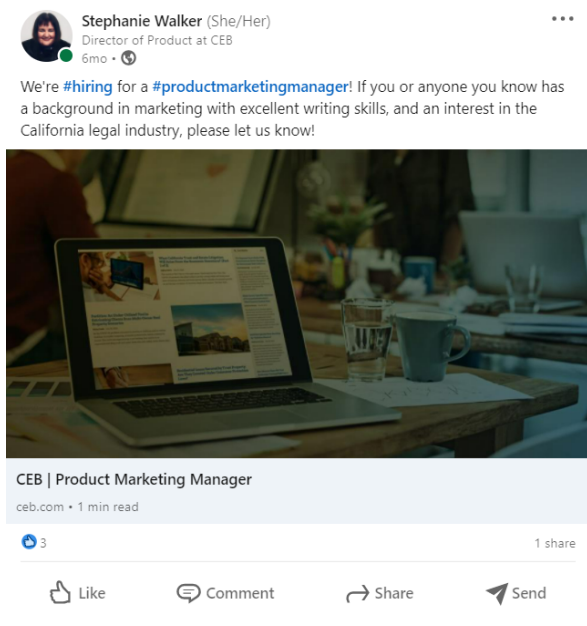 Stephanie Walker (She/Her)
Director of Product at CEB
6mo •
We're #hiring for a #productmarketingmanager! If you or anyone you know has
a background in marketing with excellent writing skills, and an interest in the
California legal industry, please let us know!
CEB | Product Marketing Manager
ceb.com • 1 min read
3
1 share
Like
Comment
Share
Send